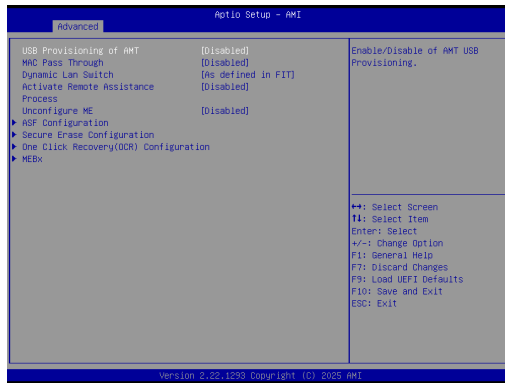 Aptio Setup - AMI
Advanced
USB Provisioning of AMT [Disabled]
MAC Pass Through [Disabled]
Dynamic Lan Switch [As defined in FIT]
Activate Remote Assistance [Disabled]
Process
Unconfigure ME [Disabled]
▶ ASF Configuration
▶ Secure Erase Configuration
▶ One Click Recovery(OCR) Configuration
▶ MEBx
Enable/Disable of AMT USB
Provisioning.
↔: Select Screen
↑↓: Select Item
Enter: Select
+/-: Change Option
F1: General Help
F7: Discard Changes
F9: Load UEFI Defaults
F10: Save and Exit
ESC: Exit
Version 2.22.1293 Copyright (C) 2025 AMI